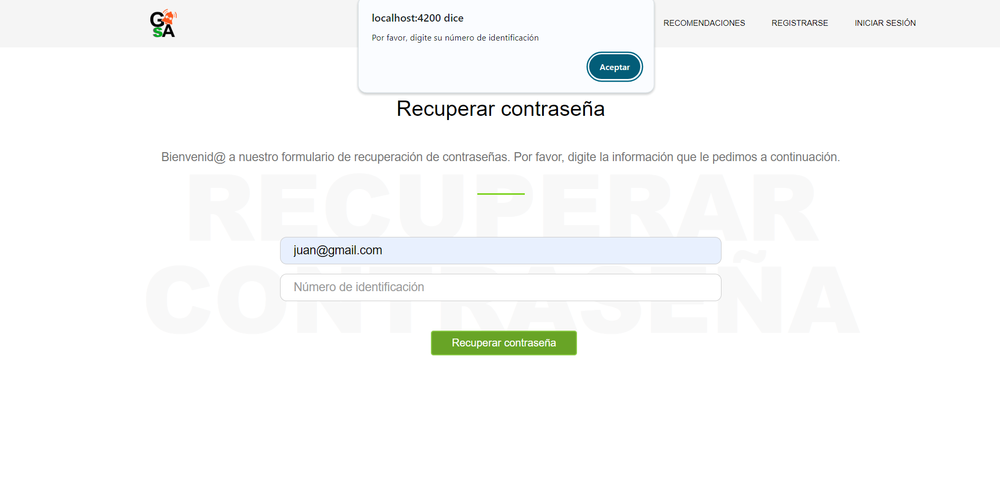 GsA
localhost:4200 dice
Por favor, digite su número de identificación
Aceptar
RECOMENDACIONES
REGISTRARSE
INICIAR SESIÓN
Recuperar contraseña
Bienvenid@ a nuestro formulario de recuperación de contraseñas. Por favor, digite la información que le pedimos a continuación.
RECUPERAR
CONTRASEÑA
juan@gmail.com
Número de identificación
Recuperar contraseña